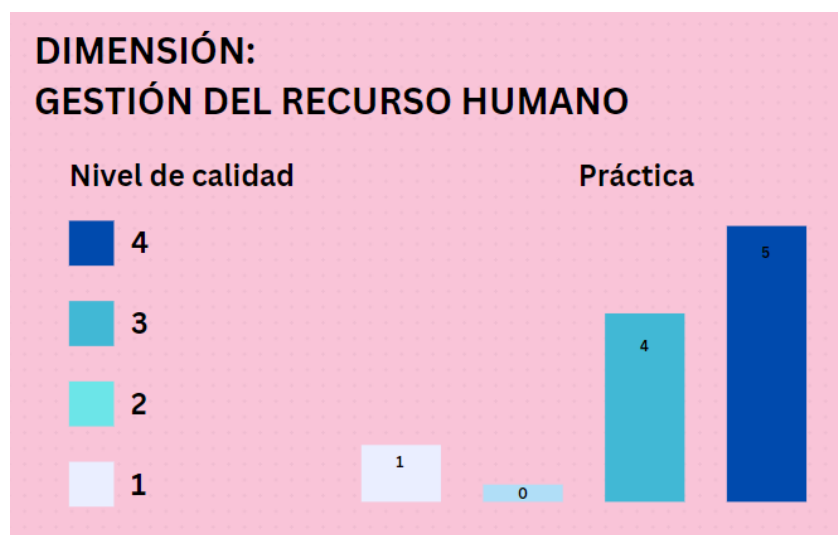 DIMENSIÓN:
GESTIÓN DEL RECURSO HUMANO
Nivel de calidad
Práctica
4
3
2
1
1
0
4
5